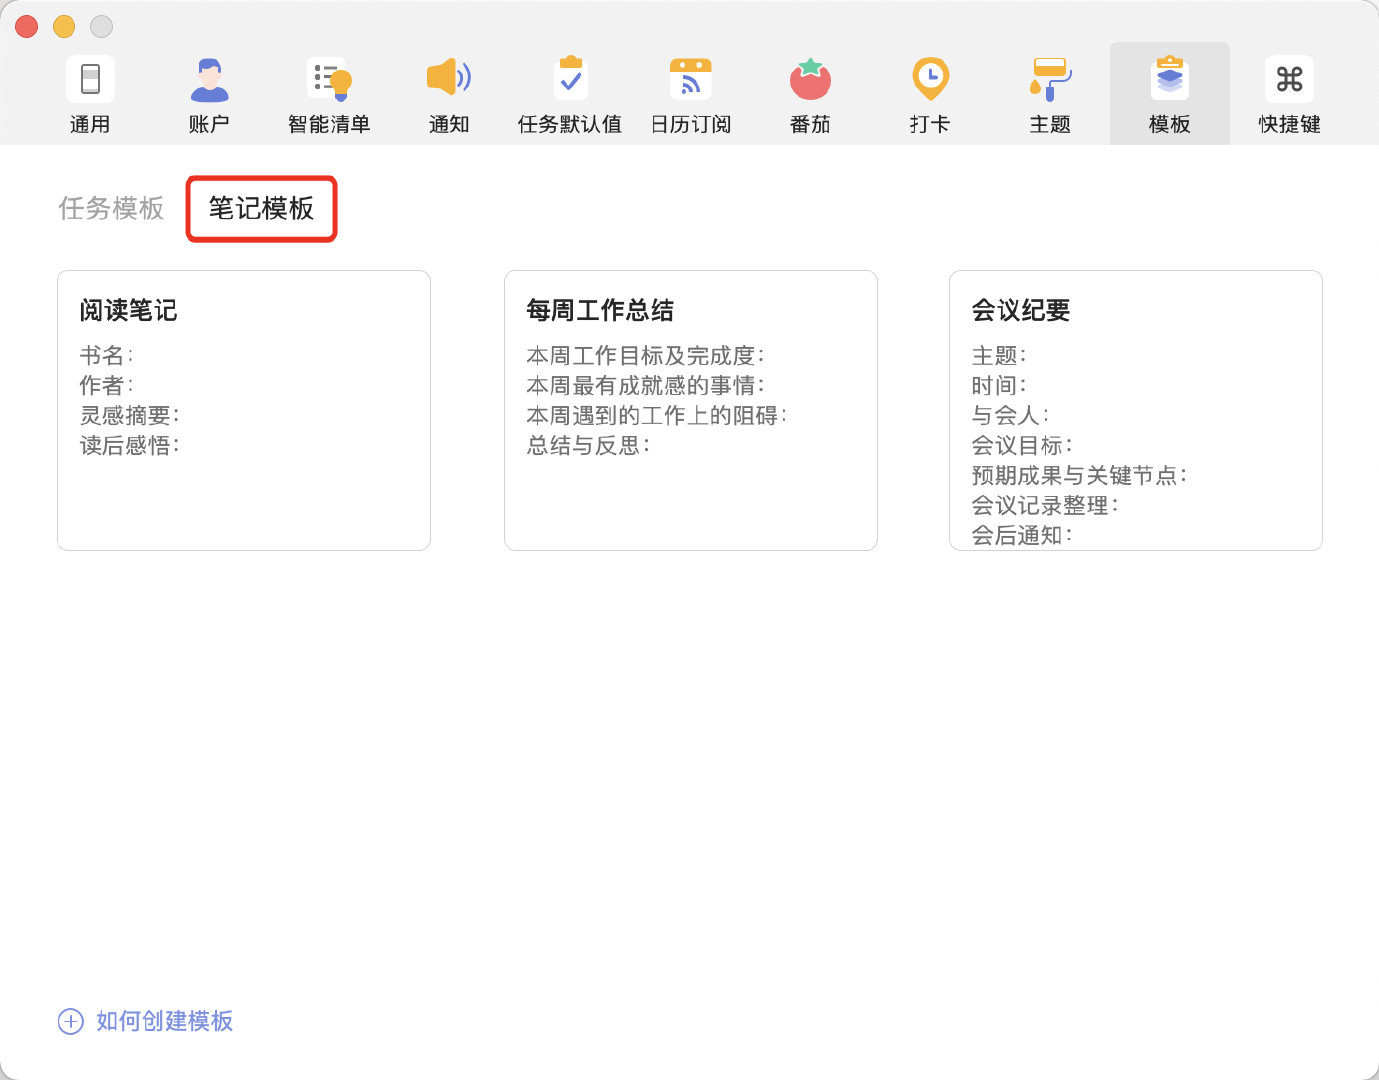 通用
账户
智能清单
通知
任务默认值
日历订阅
番茄
打卡
主题
模板
快捷键
任务模板
笔记模板
阅读笔记
书名：
作者：
灵感摘要：
读后感悟：
每周工作总结
本周工作目标及完成度：
本周最有成就感的事情：
本周遇到的工作上的阻碍：
总结与反思：
会议纪要
主题：
时间：
与会人：
会议目标：
预期成果与关键节点：
会议记录整理：
会后通知：
如何创建模板